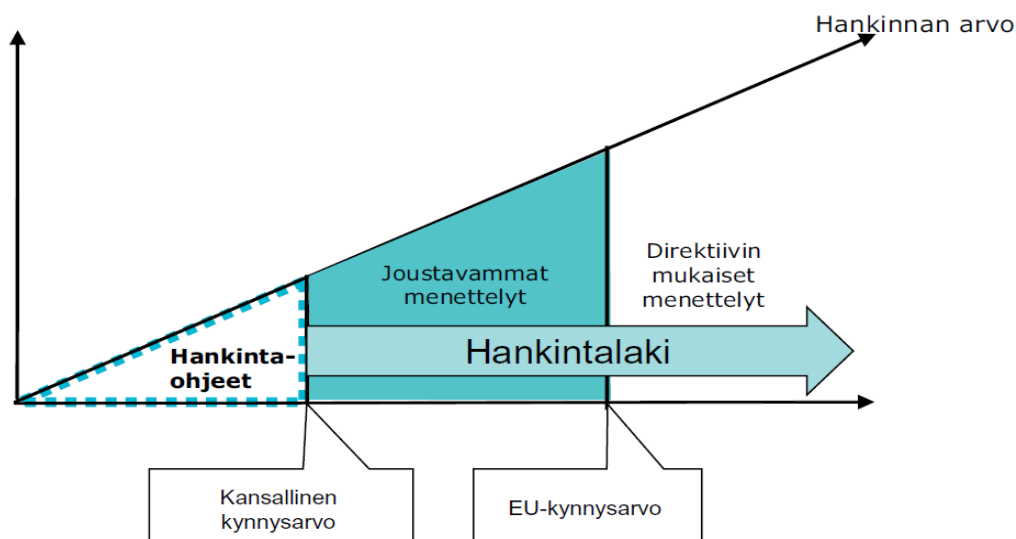 Hankinnan arvo
Joustavammat
menettelyt
Direktiivin
mukaiset
menettelyt
Hankinta-
ohjeet
Hankintalaki
Kansallinen
kynnysarvo
EU-kynnysarvo